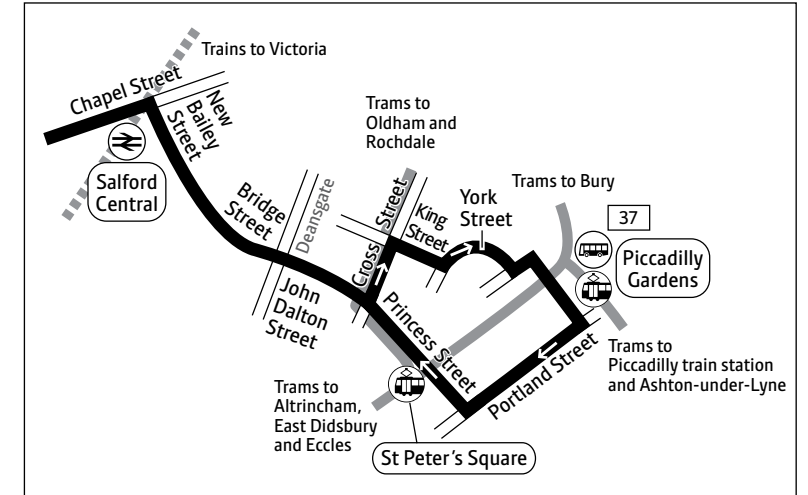 Trains to Victoria
Chapel Street
New
Bailey
Street
Salford
Central
Trams to
Oldham and
Rochdale
Bridge
Street
Deansgate
Cross Street
King
Street
York
Street
Trams to Bury
37
Piccadilly
Gardens
John
Dalton
Street
Princess Street
Portland Street
Trams to
Piccadilly train station
and Ashton-under-Lyne
Trams to
Altrincham,
East Didsbury
and Eccles
St Peter’s Square